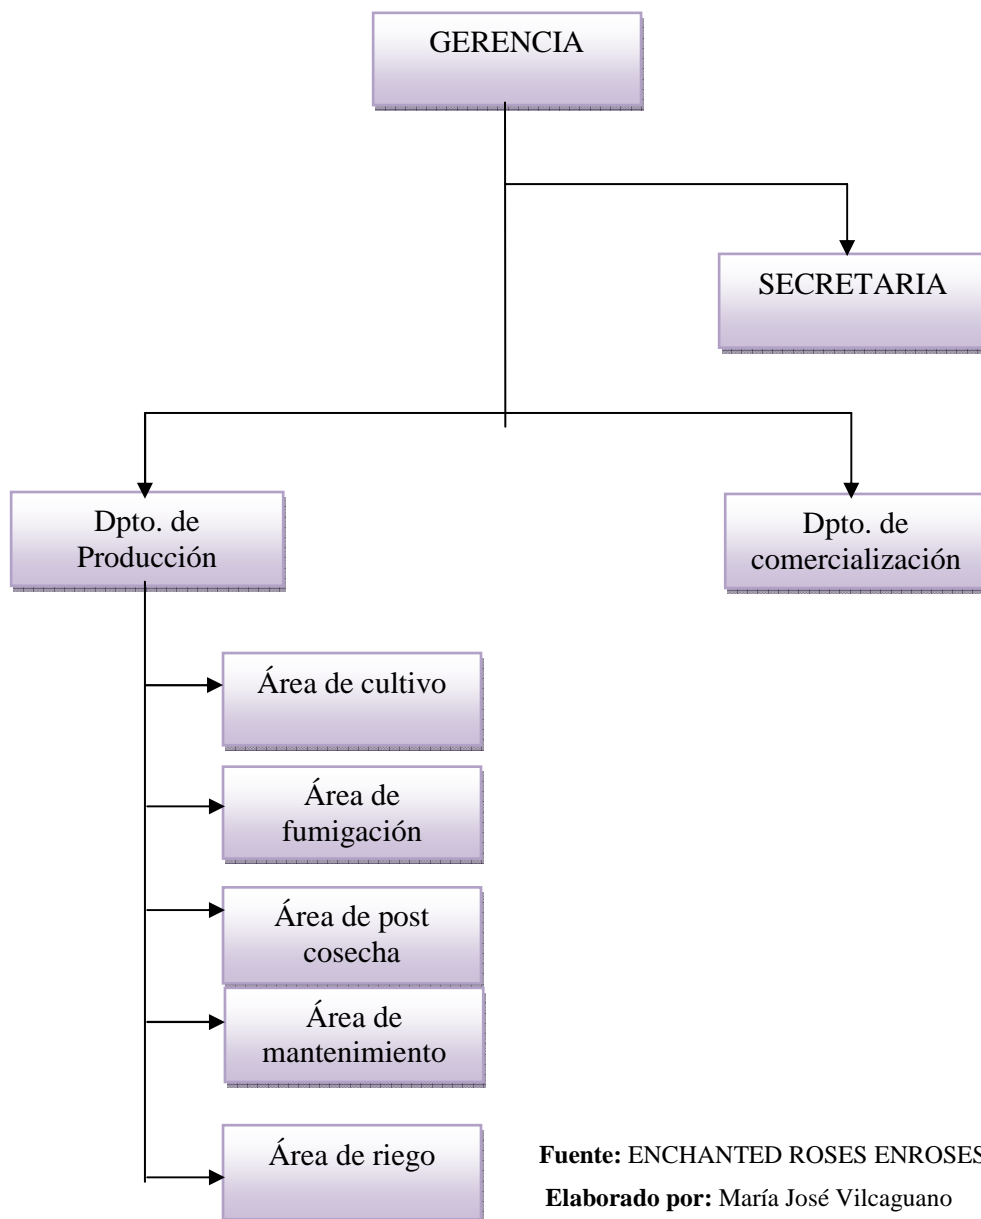 GERENCIA
SECRETARIA
Dpto. de
Producción
Dpto. de
comercialización
Área de cultivo
Área de
fumigación
Área de post
cosecha
Área de
mantenimiento
Área de riego
Fuente: ENCHANTED ROSES ENROSES
Elaborado por: María José Vilcaguano